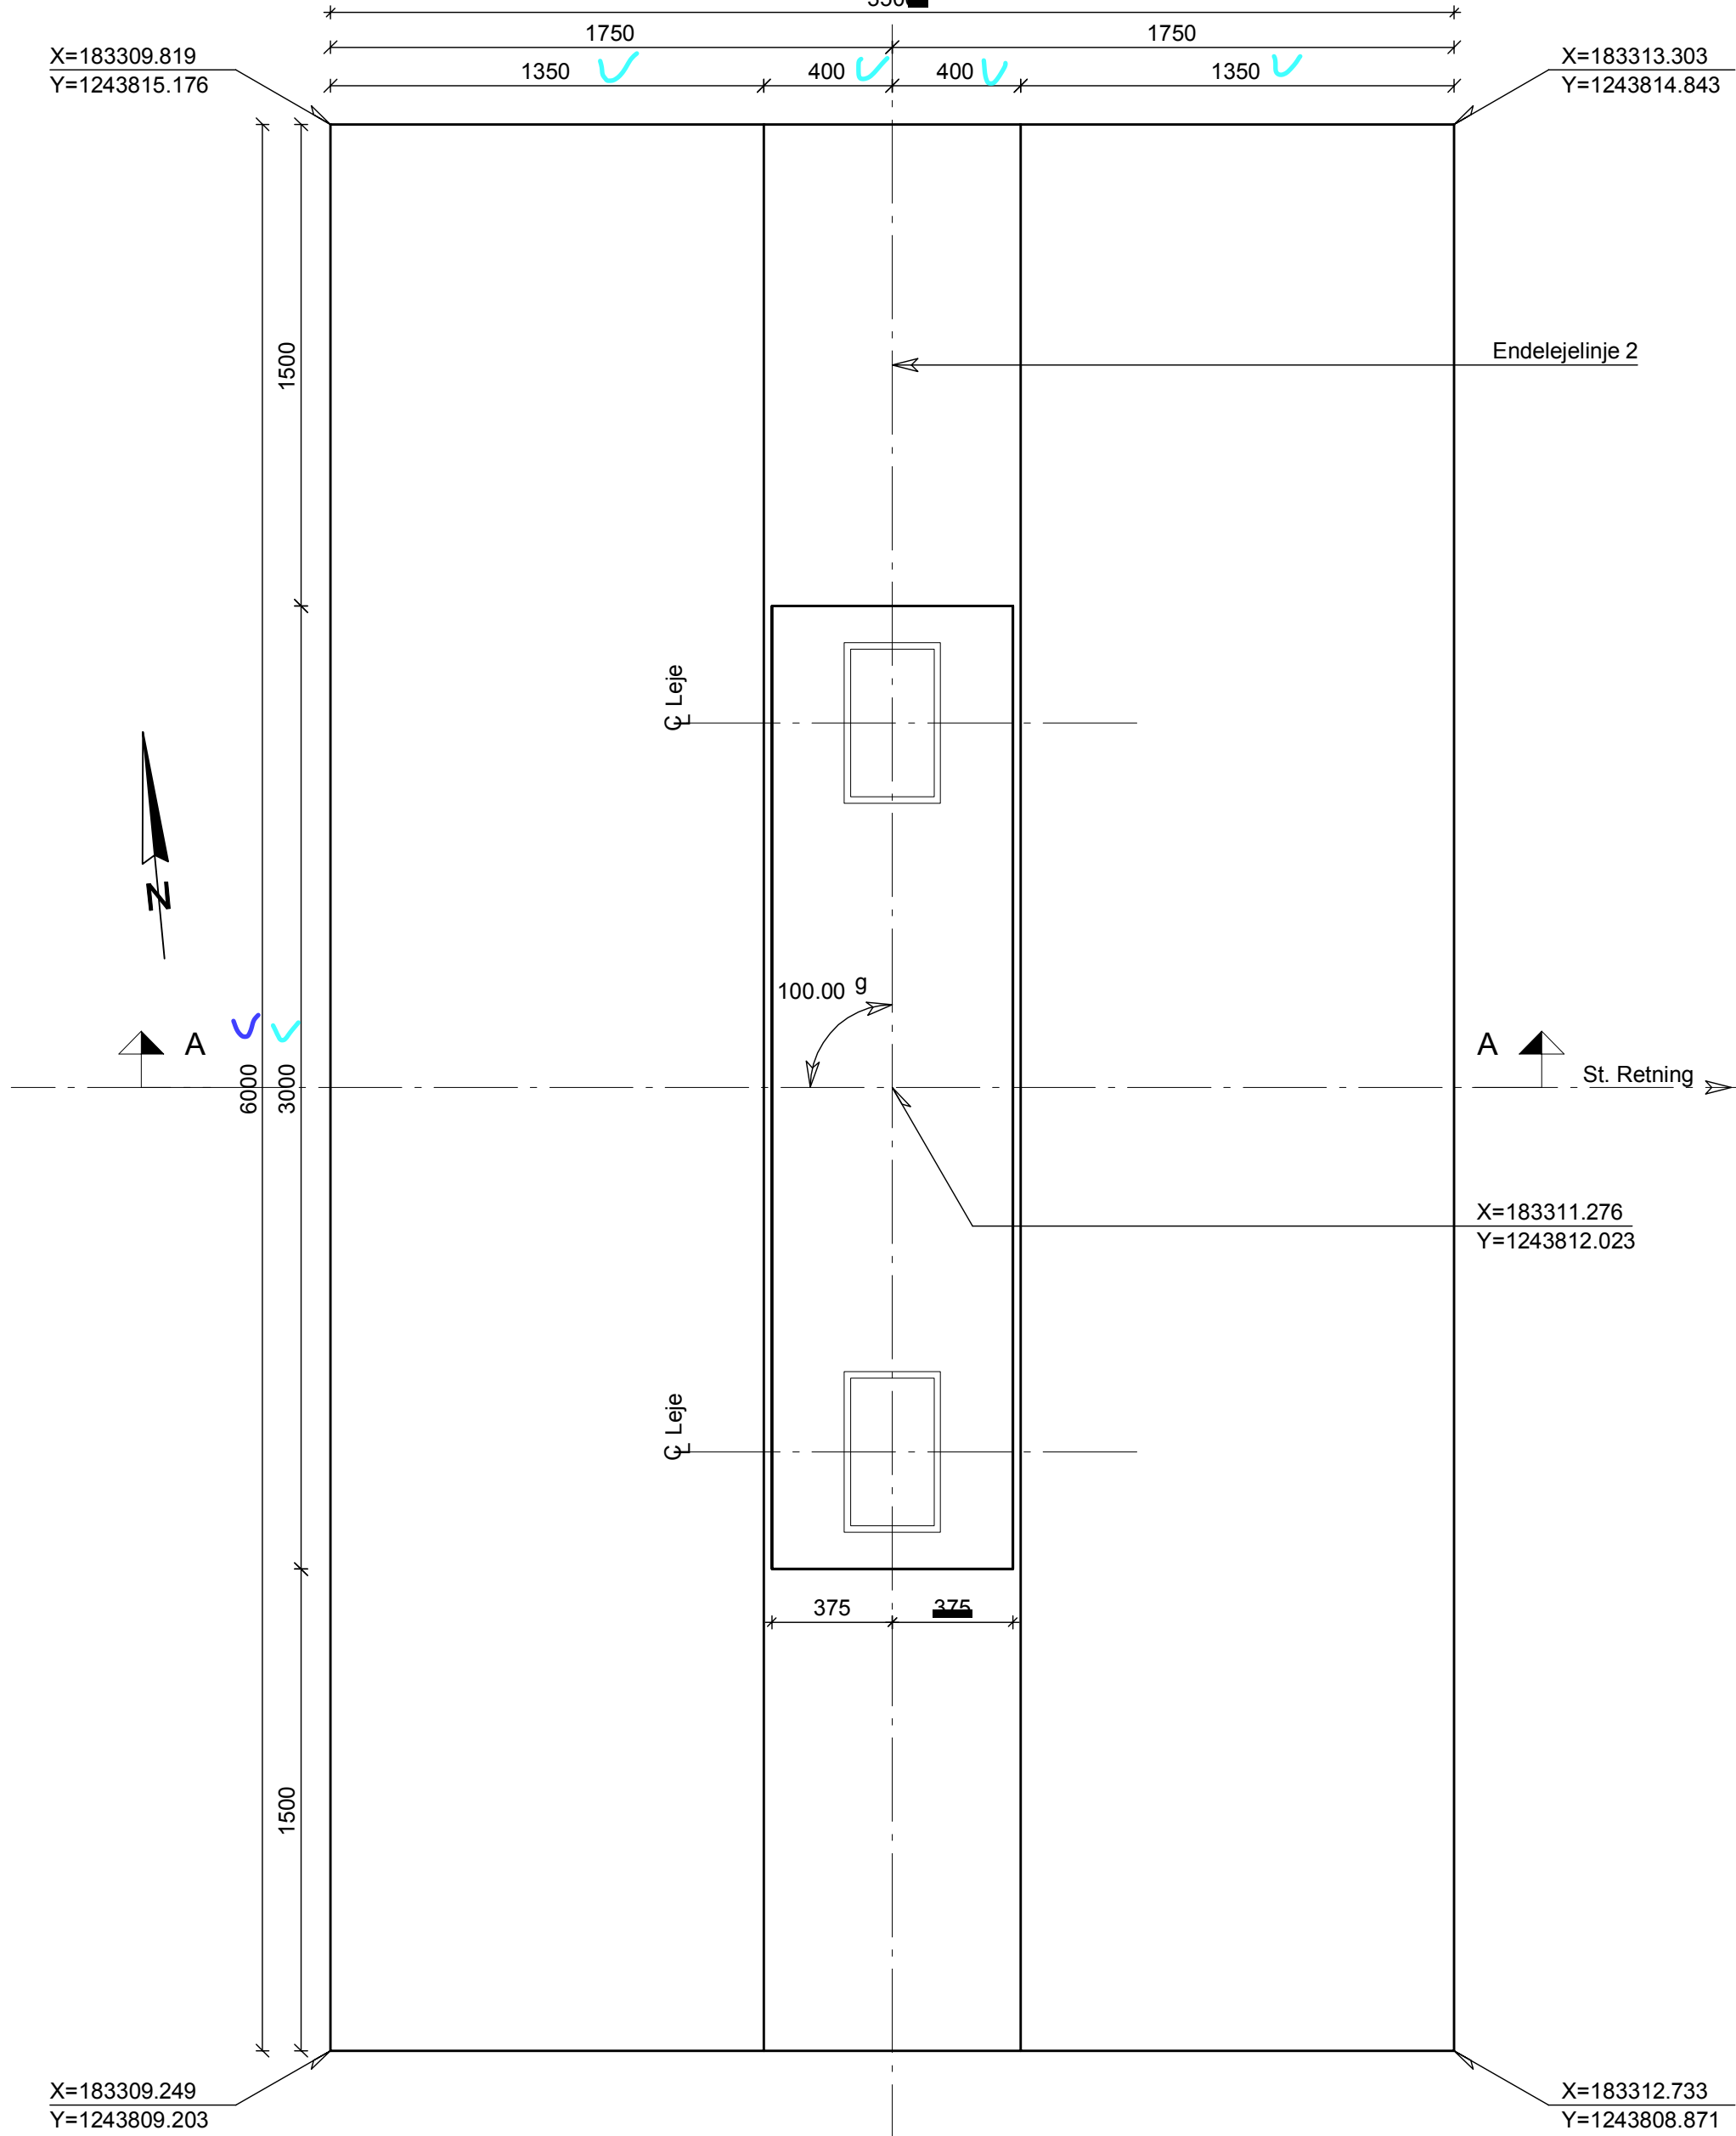 1750
1750
X=183309.819
Y=1243815.176
X=183313.303
Y=1243814.843
1350
400
400
1350
1500
Endelejelinje 2
℄ Leje
N
100.00 g
A
A
6000
3000
St. Retning
X=183311.276
Y=1243812.023
℄ Leje
375
375
1500
X=183309.249
Y=1243809.203
X=183312.733
Y=1243808.871